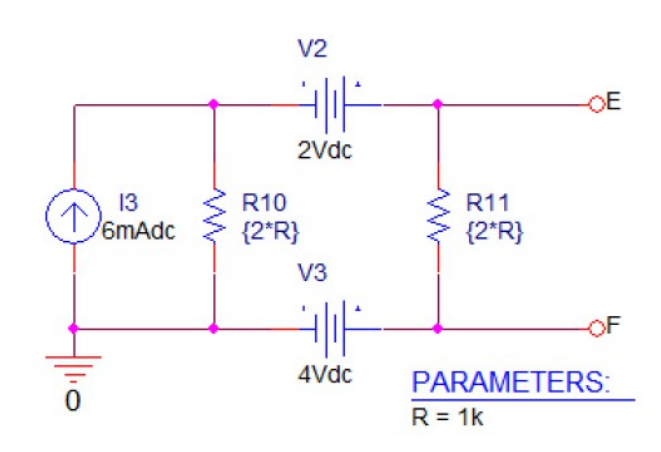 V2
E
2Vdc
I3
6mAdc
R10
{2*R}
R11
{2*R}
V3
F
4Vdc
0
PARAMETERS:
R = 1k